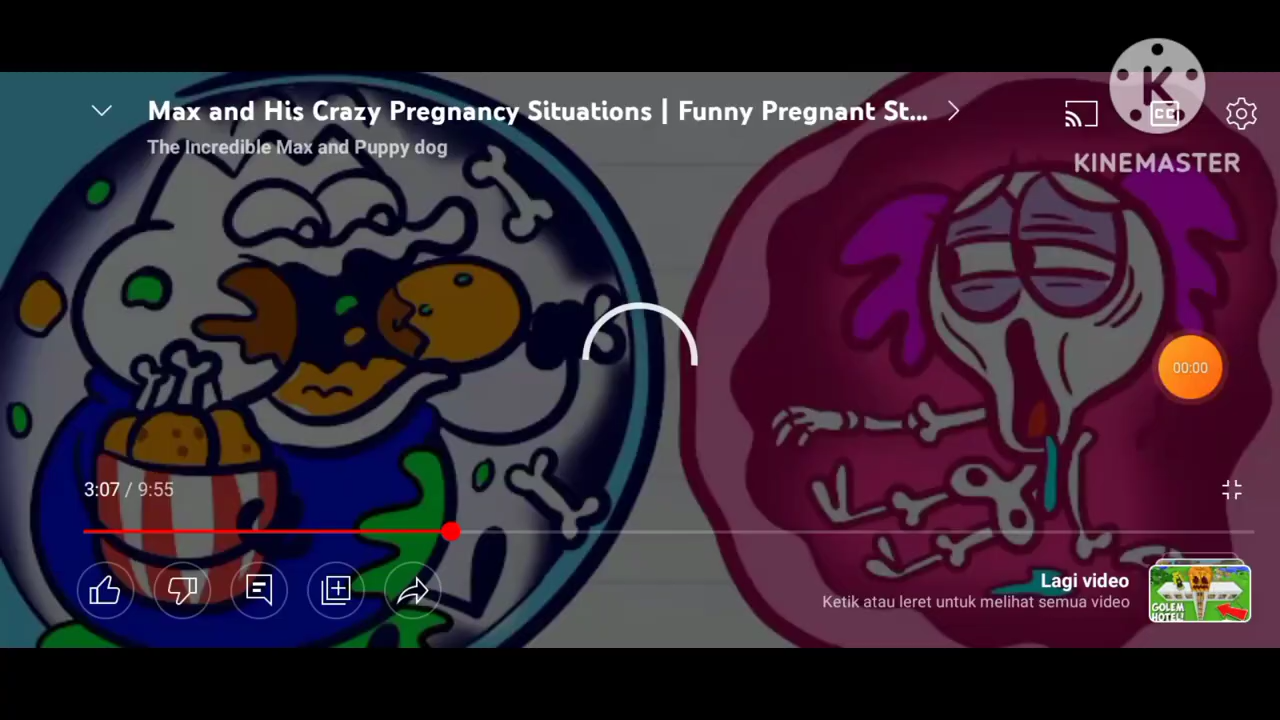 Max and His Crazy Pregnancy Situations | Funny Pregnant St...
The Incredible Max and Puppy dog
K
CC
KINEMASTER
00:00
3:07 / 9:55
Lagi video
Ketik atau leret untuk melihat semua video
GOLEM
HOTEL!